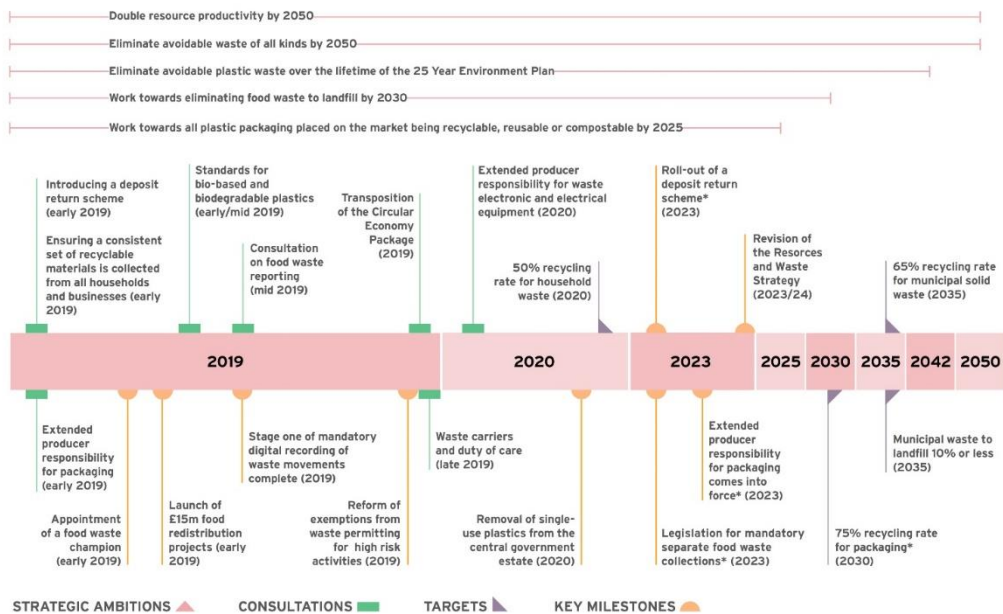 Double resource productivity by 2050
Eliminate avoidable waste of all kinds by 2050
Eliminate avoidable plastic waste over the lifetime of the 25 Year Environment Plan
Work towards eliminating food waste to landfill by 2030
Work towards all plastic packaging placed on the market being recyclable, reusable or compostable by 2025
Introducing a deposit
return scheme
(early 2019)
Ensuring a consistent
set of recyclable
materials is collected
from all households
and businesses (early
2019)
Standards for
bio-based and
biodegradable plastics
(early/mid 2019)
Consultation
on food waste
reporting
(mid 2019)
Transposition
of the Circular
Economy
Package
(2019)
Extended producer
responsibility for waste
electronic and electrical
equipment (2020)
50% recycling
rate for household
waste (2020)
Roll-out of a
deposit return
scheme*
(2023)
Revision of
the Resorces
and Waste
Strategy
(2023/24)
65% recycling rate
for municipal solid
waste (2035)
2019
2020
2023
2025
2030
2035
2042
2050
Extended
producer
responsibility
for packaging
(early 2019)
Appointment
of a food waste
champion
(early 2019)
Launch of
£15m food
redistribution
projects (early
2019)
Stage one of mandatory
digital recording of
waste movements
complete (2019)
Reform of
exemptions from
waste permitting
for high risk
activities (2019)
Waste carriers
and duty of care
(late 2019)
Removal of single-
use plastics from the
central government
estate (2020)
Extended
producer
responsibility
for packaging
comes into
force* (2023)
Legislation for mandatory
separate food waste
collections* (2023)
75% recycling rate
for packaging*
(2030)
Municipal waste to
landfill 10% or less
(2035)
STRATEGIC AMBITIONS
CONSULTATIONS
TARGETS
KEY MILESTONES